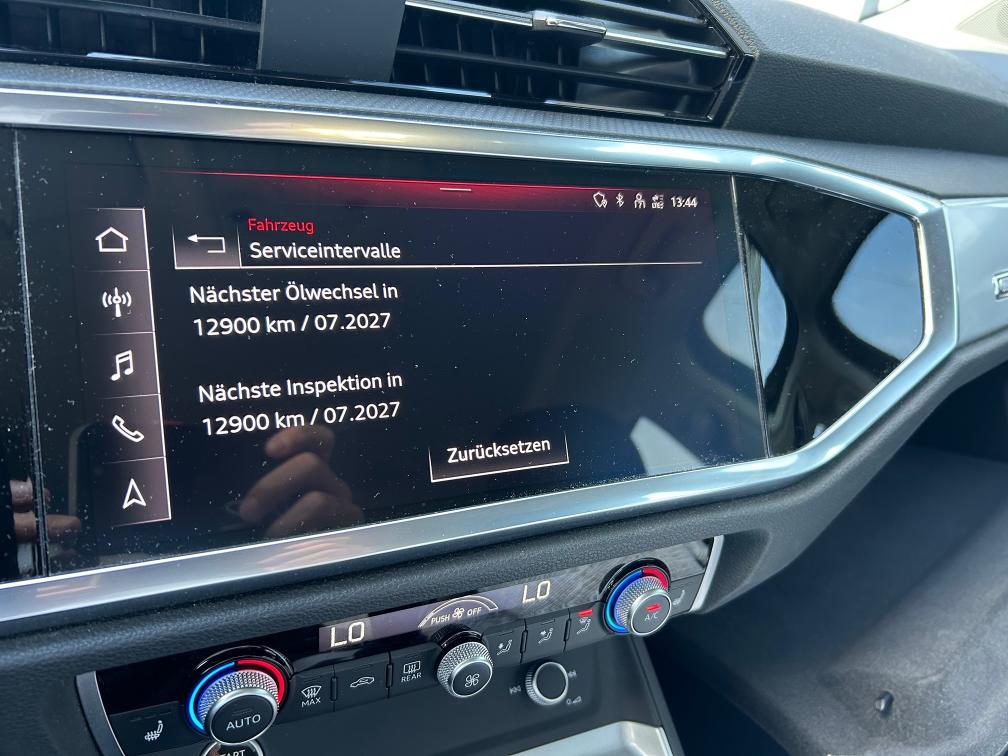 13:44
Fahrzeug
Serviceintervalle
Nächster Ölwechsel in
12900 km / 07.2027
Nächste Inspektion in
12900 km / 07.2027
Zurücksetzen
LO
PUSH OFF
LO
A/C
REAR
MAX
AUTO
START